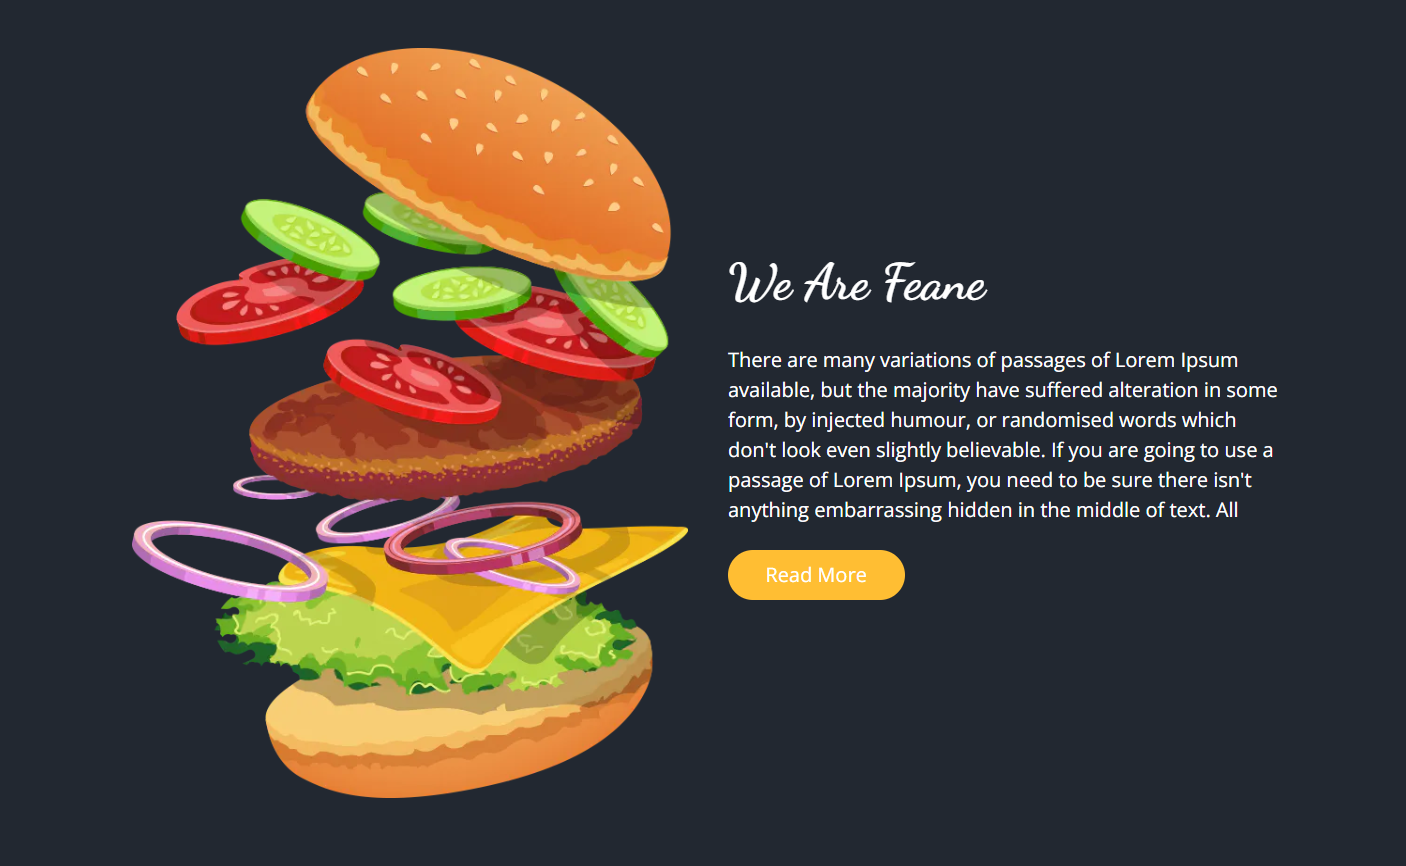 We Are Feane
There are many variations of passages of Lorem Ipsum
available, but the majority have suffered alteration in some
form, by injected humour, or randomised words which
don't look even slightly believable. If you are going to use a
passage of Lorem Ipsum, you need to be sure there isn't
anything embarrassing hidden in the middle of text. All
Read More